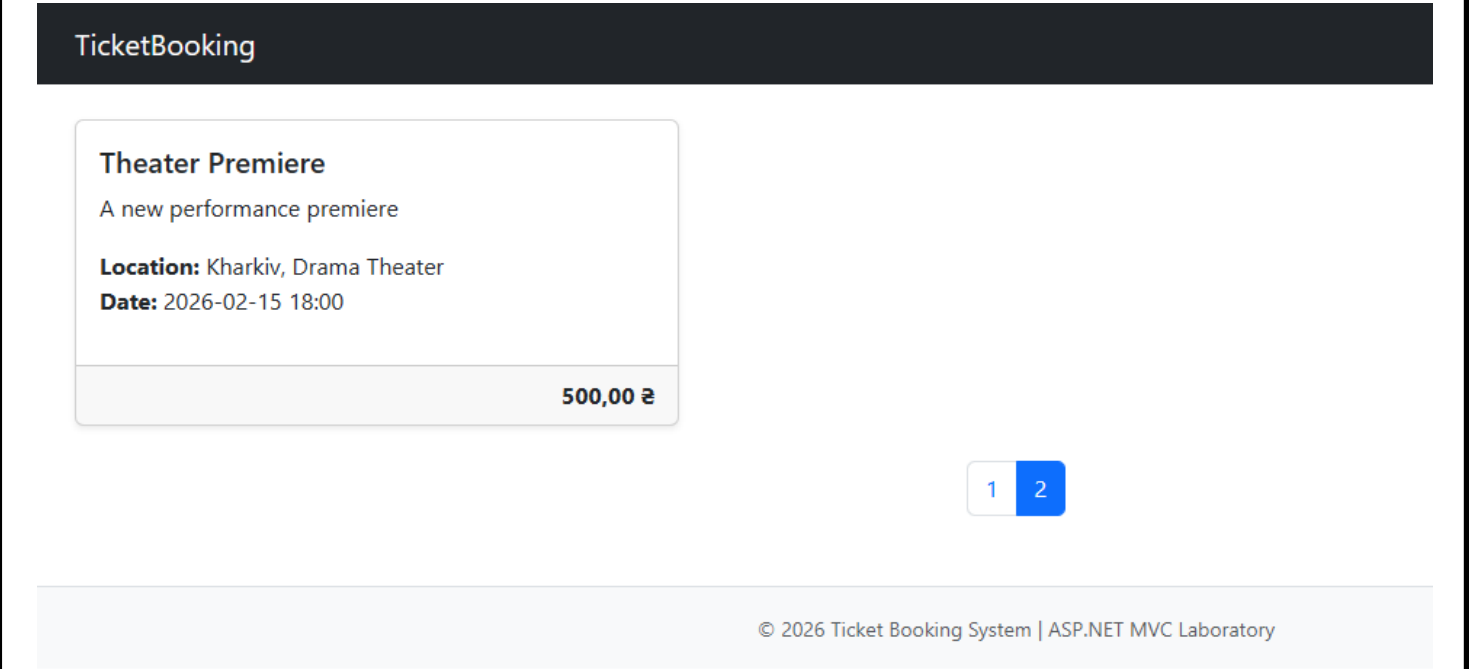 TicketBooking
Theater Premiere
A new performance premiere
Location: Kharkiv, Drama Theater
Date: 2026-02-15 18:00
500,00 ₴
1 2
© 2026 Ticket Booking System | ASP.NET MVC Laboratory